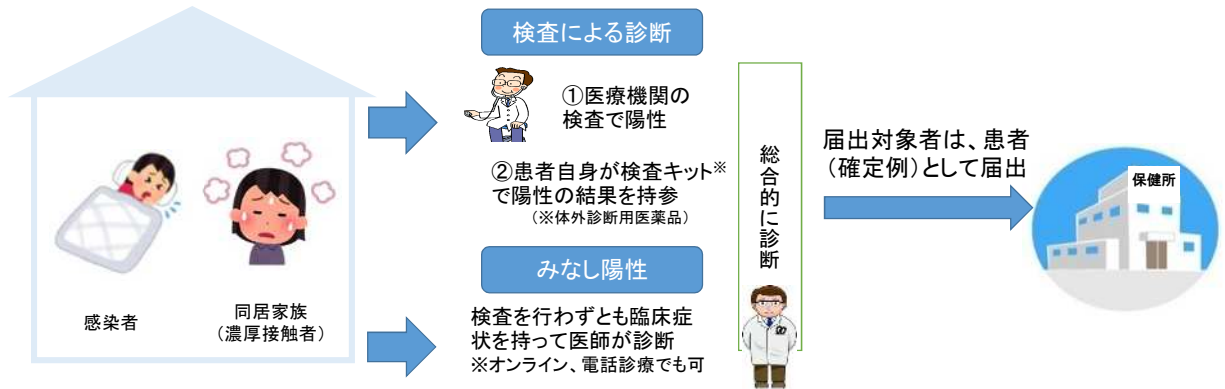 感染者
同居家族
(濃厚接触者)
検査による診断
①医療機関の
検査で陽性
②患者自身が検査キット※
で陽性の結果を持参
(※体外診断用医薬品)
みなし陽性
検査を行わずとも臨床症
状を持って医師が診断
※オンライン、電話診療でも可
総合的に診断
届出対象者は、患者
(確定例)として届出
保健所